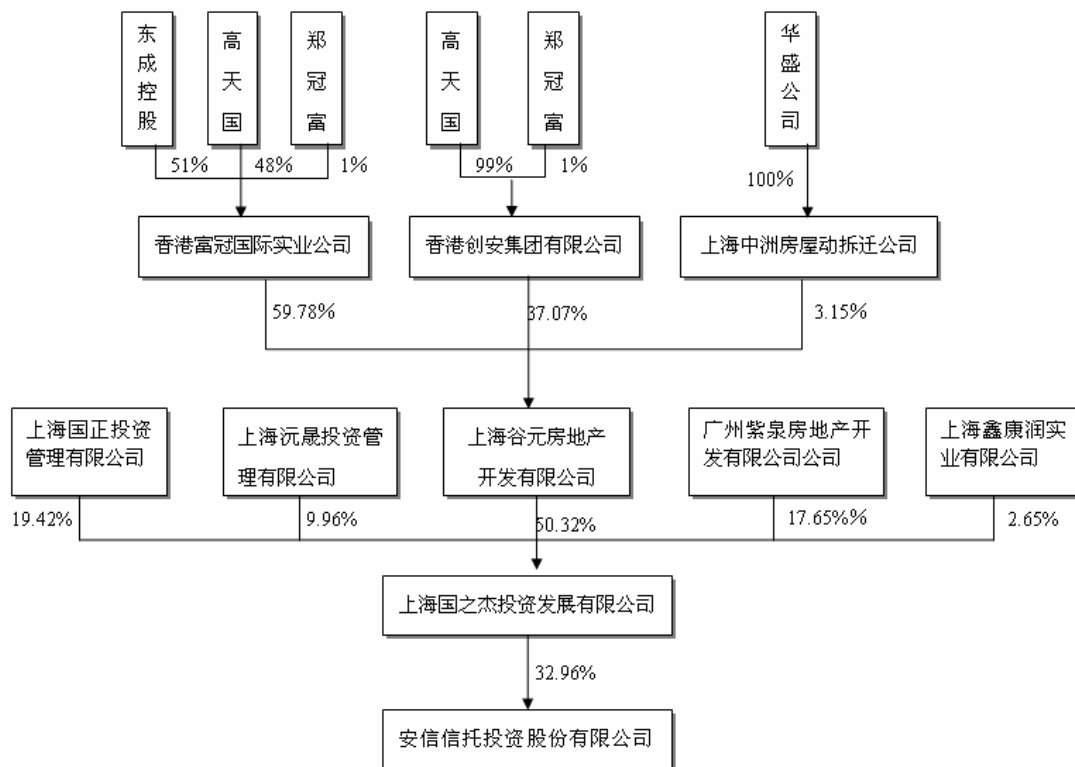 东成控股
高天国
郑冠富
高天国
郑冠富
华盛公司
51%
48%
1%
99%
1%
100%
香港富冠国际实业公司
香港创安集团有限公司
上海中洲房屋动拆迁公司
59.78%
37.07%
3.15%
上海国正投资
管理有限公司
上海沅晟投资管
理有限公司
上海谷元房地产
开发有限公司
广州紫泉房地产开
发有限公司公司
上海鑫康润实
业有限公司
19.42%
9.96%
50.32%
17.65%%
2.65%
上海国之杰投资发展有限公司
32.96%
安信信托投资股份有限公司